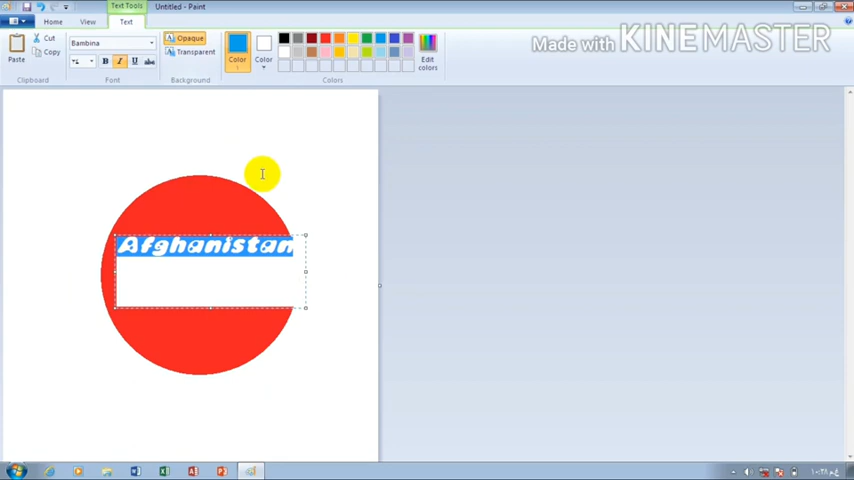 Text Tools
Untitled - Paint
Home
View
Text
Cut
Copy
Paste
Clipboard
Bambina
B
I
U
abc
Font
Opaque
Transparent
Background
Color
Color
Edit
colors
Colors
Made with KINEMASTER
Afghanistan